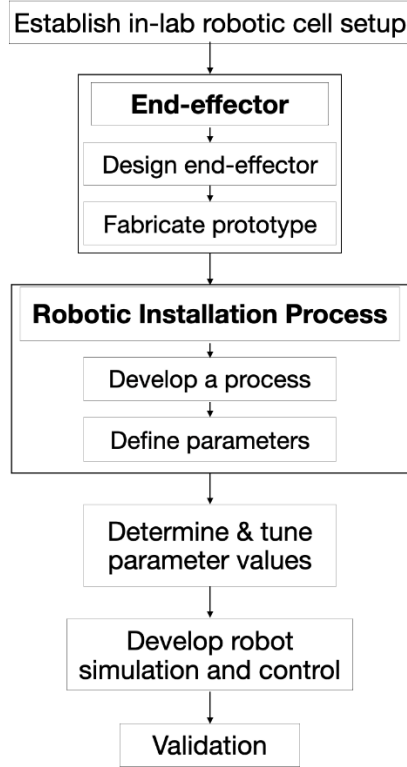 Establish in-lab robotic cell setup
End-effector
Design end-effector
Fabricate prototype
Robotic Installation Process
Develop a process
Define parameters
Determine & tune
parameter values
Develop robot
simulation and control
Validation